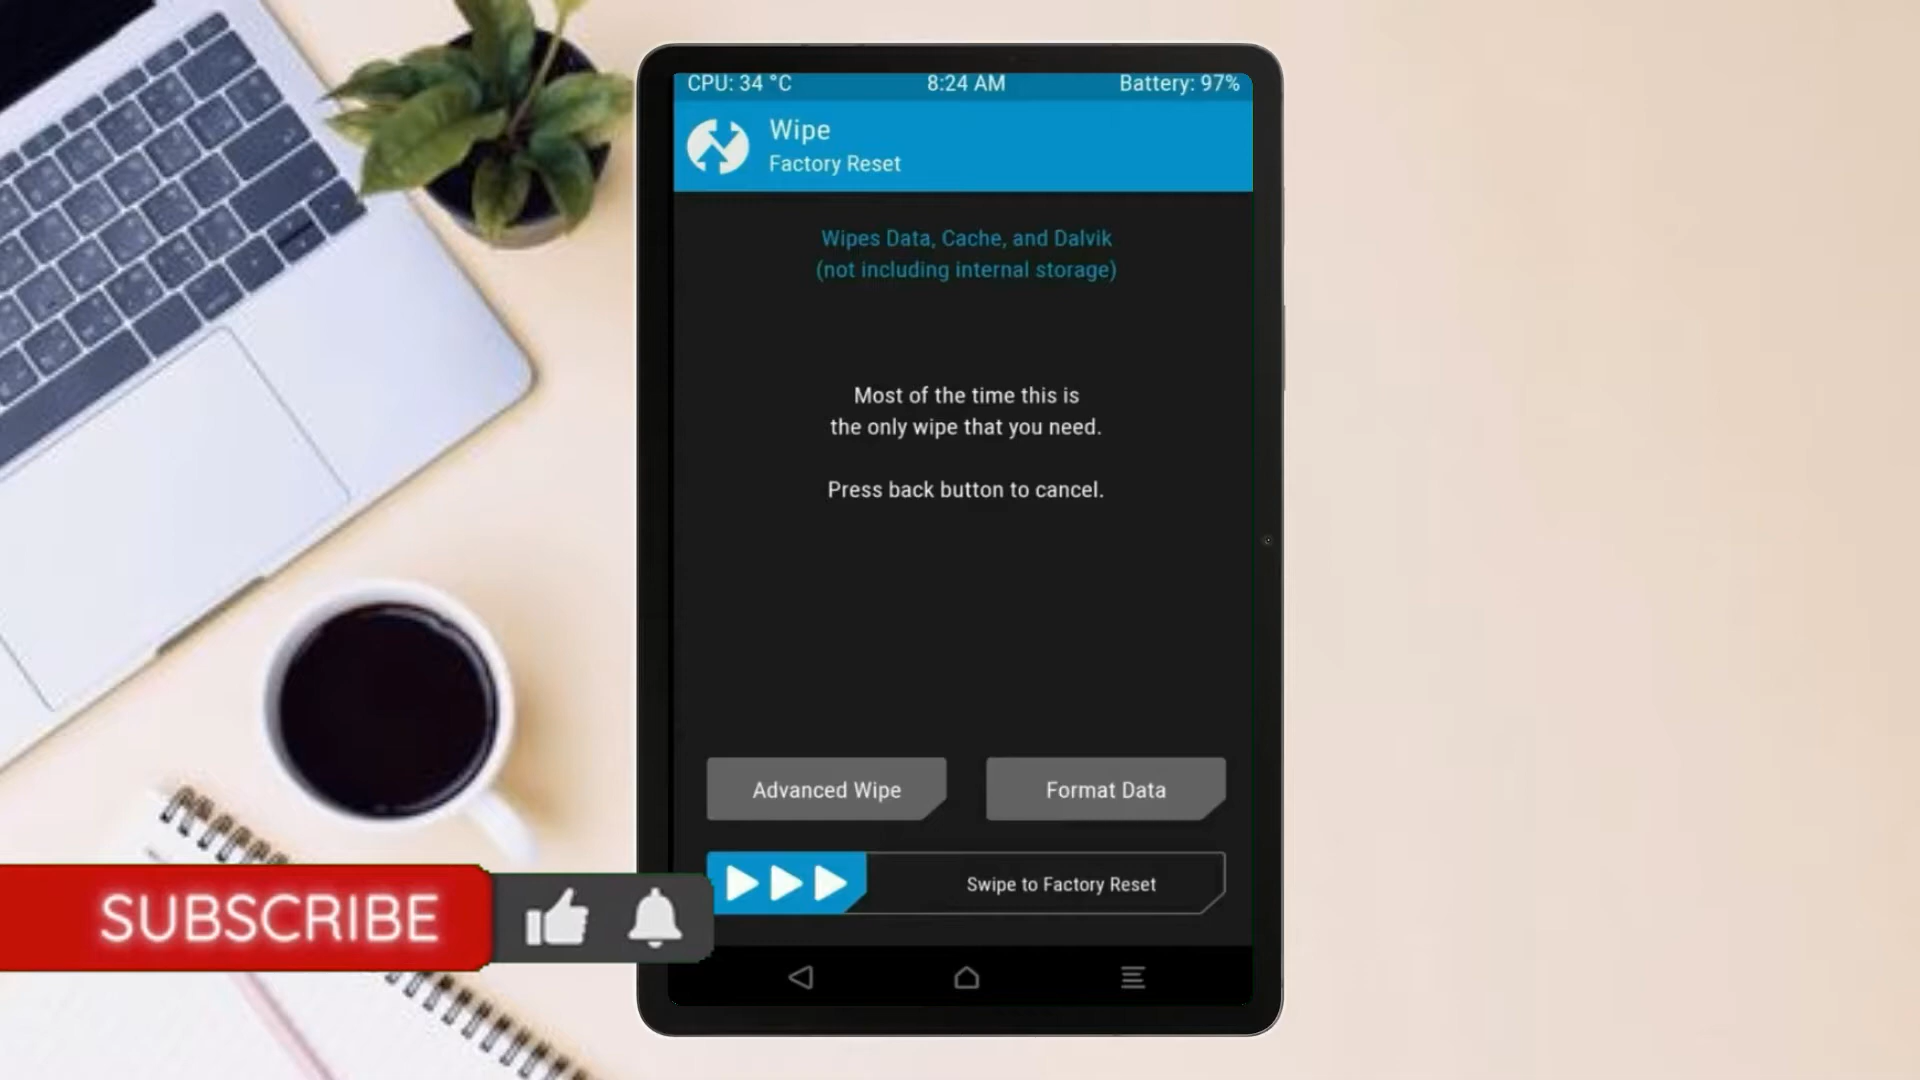 CPU: 34 °C
8:24 AM
Battery: 97%
Wipe
Factory Reset
Wipes Data, Cache, and Dalvik
(not including internal storage)
Most of the time this is
the only wipe that you need.
Press back button to cancel.
Advanced Wipe
Format Data
Swipe to Factory Reset
SUBSCRIBE